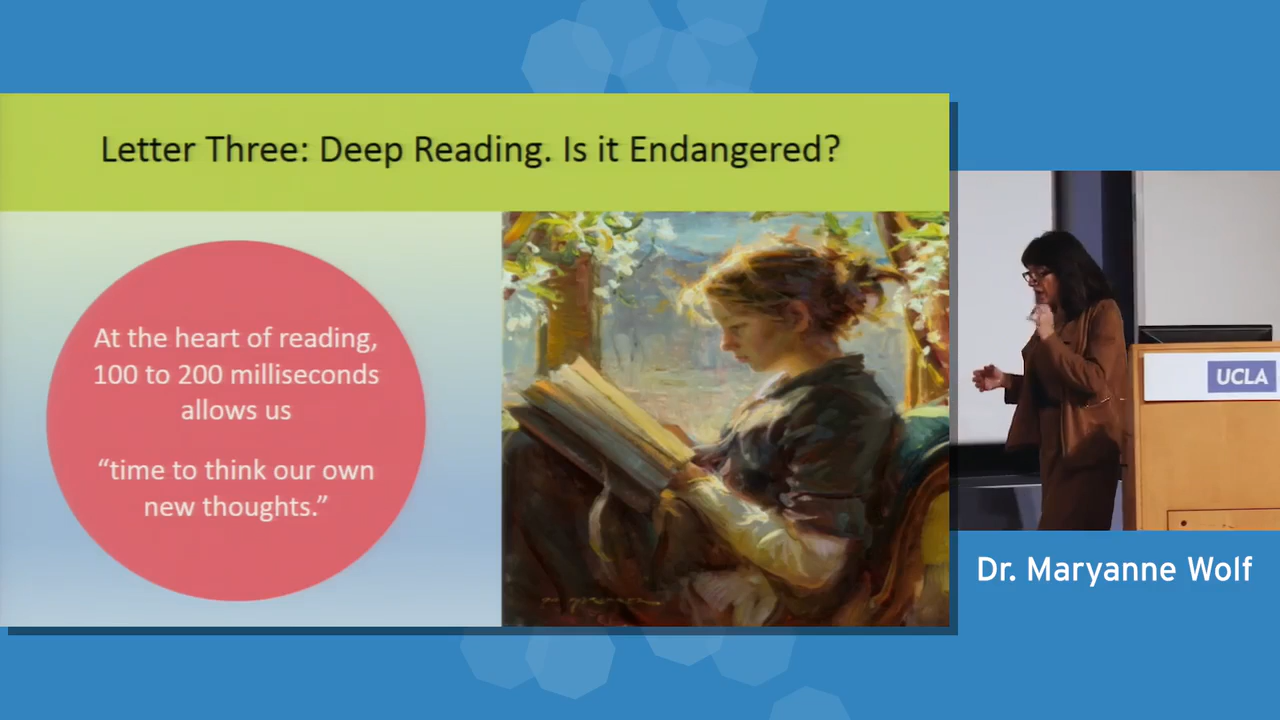 Letter Three: Deep Reading. Is it Endangered?
At the heart of reading,
100 to 200 milliseconds
allows us
“time to think our own
new thoughts.”
UCLA
Dr. Maryanne Wolf